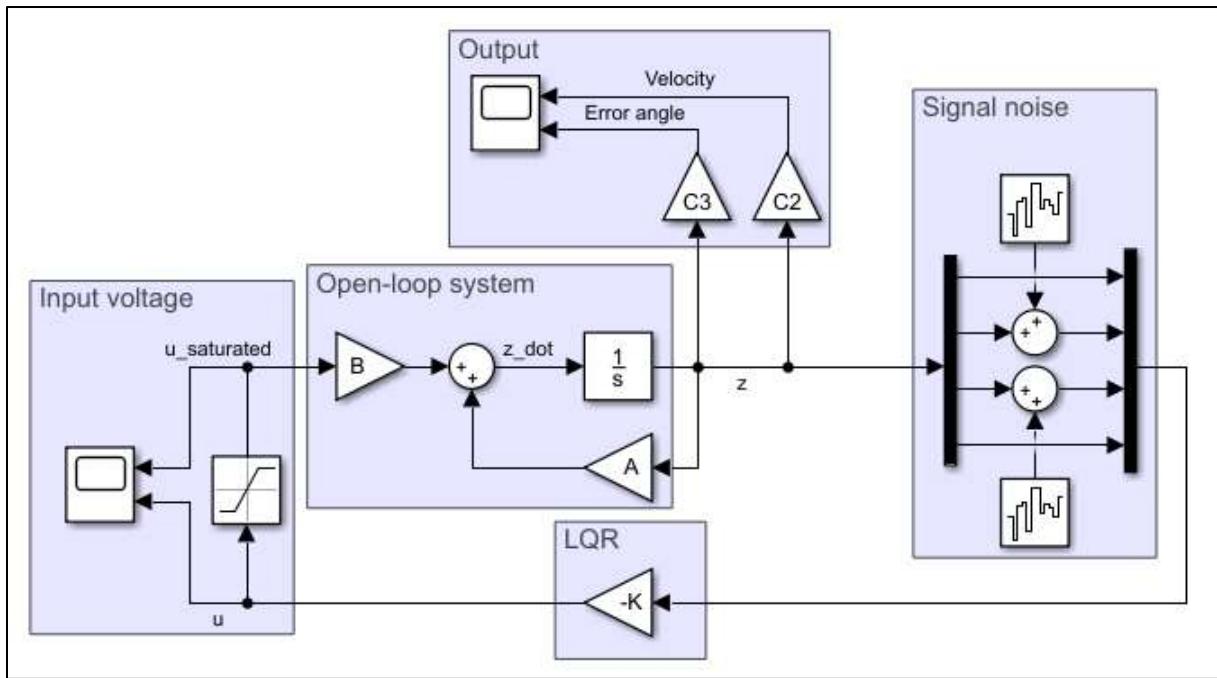 Output
Velocity
Error angle
C3
C2
Signal noise
+
+
+
+
Input voltage
u_saturated
u
Open-loop system
B
+
+
z_dot
1
s
z
A
LQR
-K